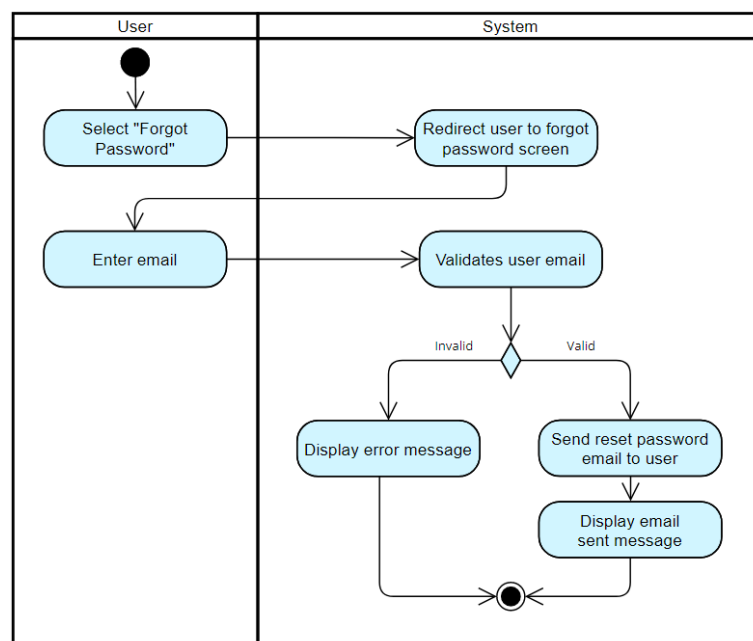 User
System
Select "Forgot
Password"
Redirect user to forgot
password screen
Enter email
Validates user email
Invalid
Valid
Display error message
Send reset password
email to user
Display email
sent message